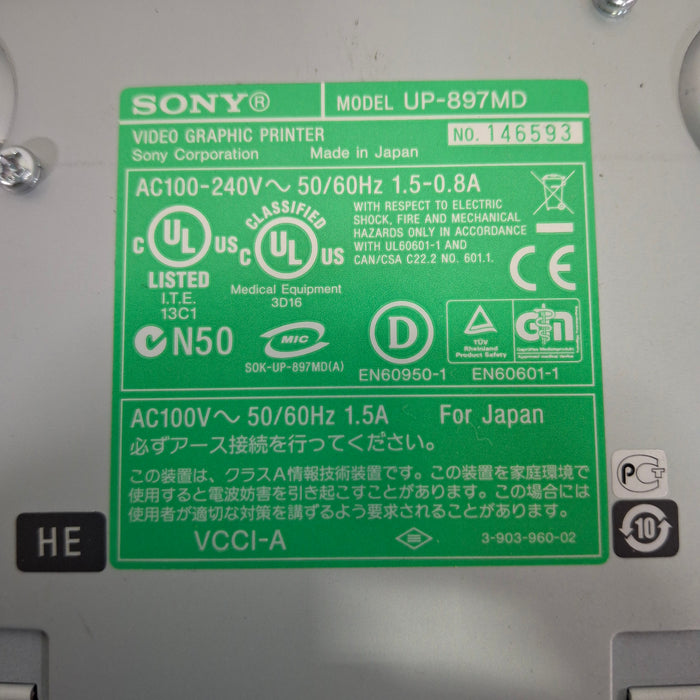 SONY® MODEL UP-897MD
VIDEO GRAPHIC PRINTER NO. 146593
Sony Corporation Made in Japan
AC100-240V～ 50/60Hz 1.5-0.8A
C UL US
LISTED
I.T.E.
13C1
CLASSIFIED
C UL US
Medical Equipment
3D16
WITH RESPECT TO ELECTRIC
SHOCK, FIRE AND MECHANICAL
HAZARDS ONLY IN ACCORDANCE
WITH UL60601-1 AND
CAN/CSA C22.2 NO. 601.1.
CE
N50
MIC
SOK-UP-897MD(A)
D
EN60950-1
TÜV
Rheinland
Product Safety
EN60601-1
AC100V～ 50/60Hz 1.5A For Japan
必ずアース接続を行ってください。
この装置は、クラスA情報技術装置です。この装置を家庭環境で
使用すると電波妨害を引き起こすことがあります。この場合には
使用者が適切な対策を講ずるよう要求されることがあります。
VCCI-A 3-903-960-02
HE
PC
10